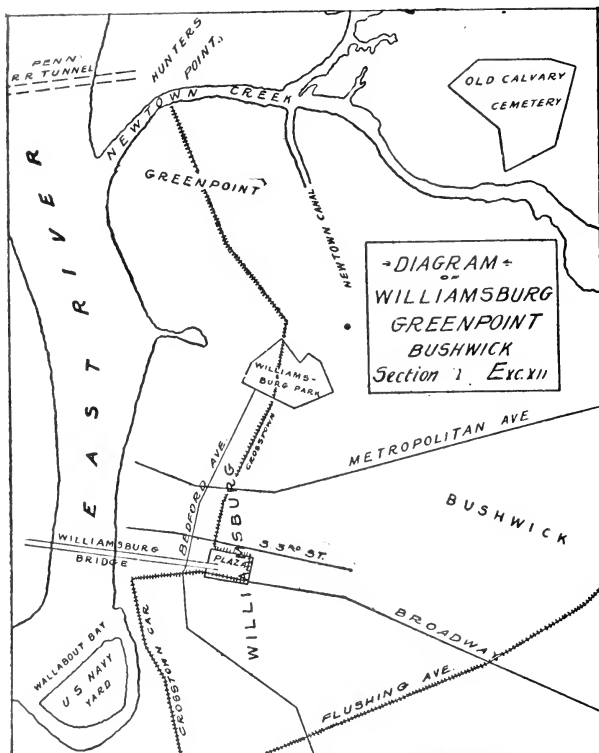 PENN.
R R TUNNEL
HUNTERS
POINT.
NEWTOWN CREEK
OLD CALVARY
CEMETERY
GREENPOINT
NEWTOWN CANAL
EAST RIVER
DIAGRAM
OF
WILLIAMSBURG
GREENPOINT
BUSHWICK
Section 1 Exc.XII
WILLIAMS-
BURG PARK
CROSSTOWN
BEDFORD AVE.
METROPOLITAN AVE
BUSHWICK
WILLIAMSBURG
S 3RD ST.
WILLIAMSBURG
BRIDGE
PLAZA
BROADWAY
CROSSTOWN CAR
WALLABOUT BAY
U S NAVY
YARD
FLUSHING AVE.